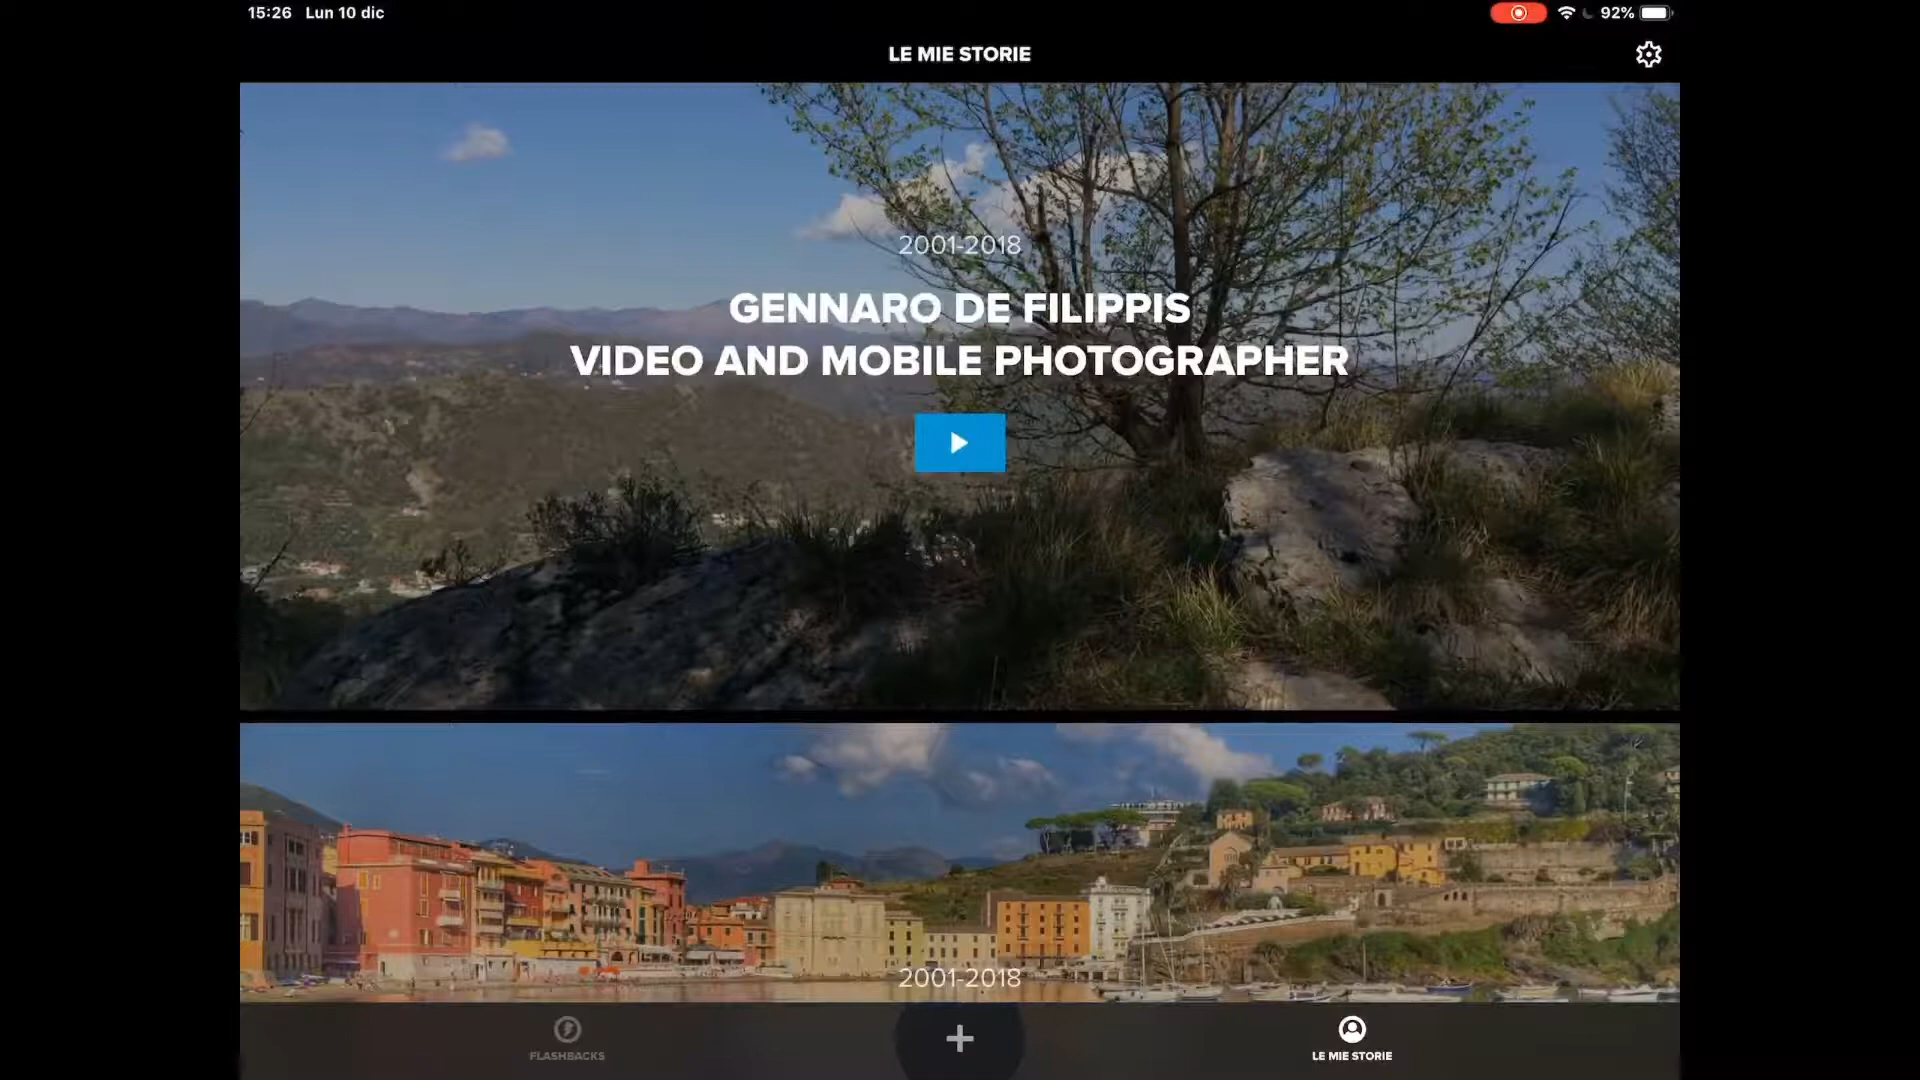 15:26 Lun 10 dic
92%
LE MIE STORIE
2001-2018
GENNARO DE FILIPPIS
VIDEO AND MOBILE PHOTOGRAPHER
2001-2018
FLASHBACKS
LE MIE STORIE